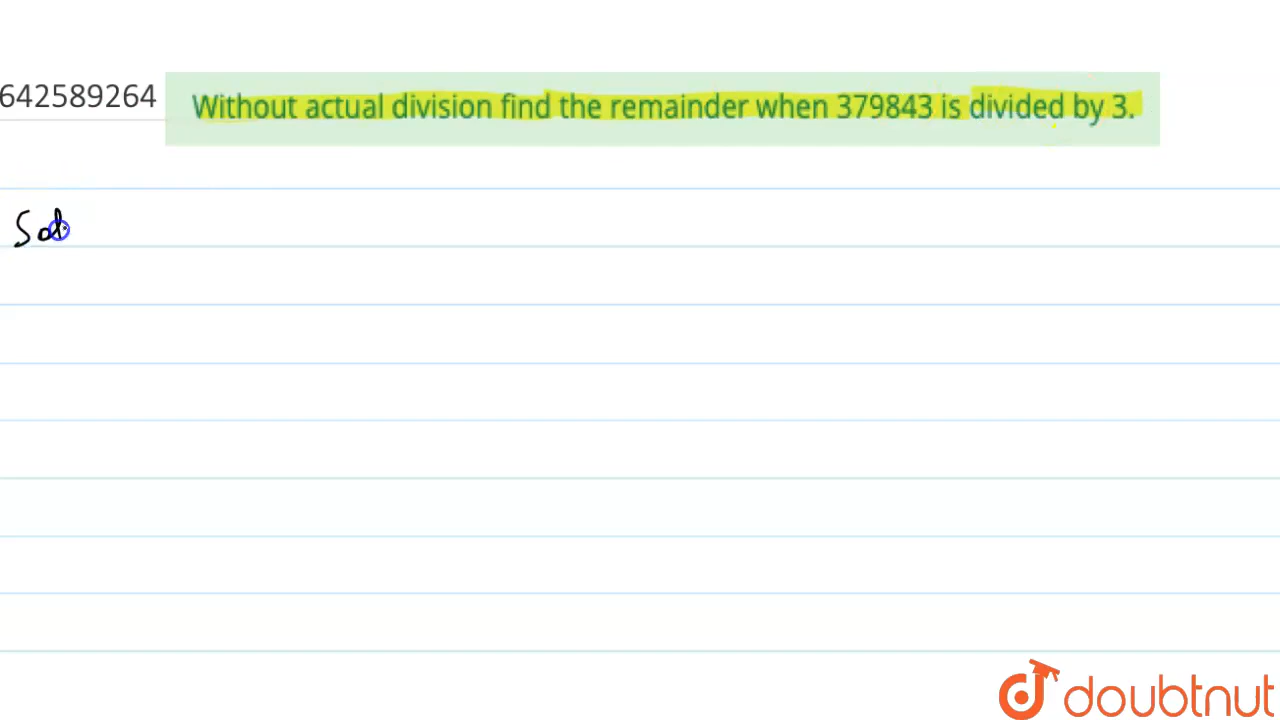 642589264
Without actual division find the remainder when 379843 is divided by 3.
Sol
doubtnut